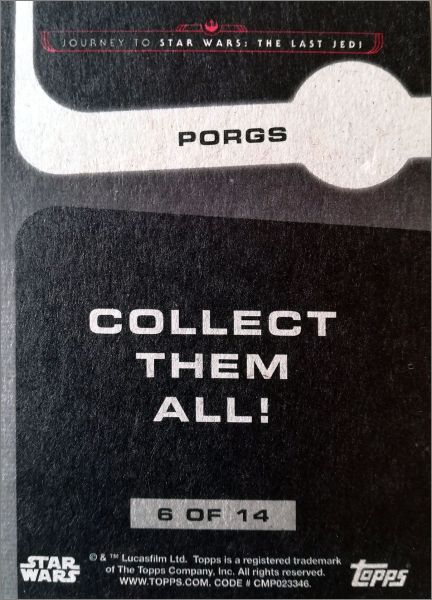 JOURNEY TO STAR WARS: THE LAST JEDI
PORGS
COLLECT
THEM
ALL!
6 OF 14
STAR
WARS
© & ™ Lucasfilm Ltd. Topps is a registered trademark
of The Topps Company, Inc. All rights reserved.
WWW.TOPPS.COM. CODE # CMP023346.
topps